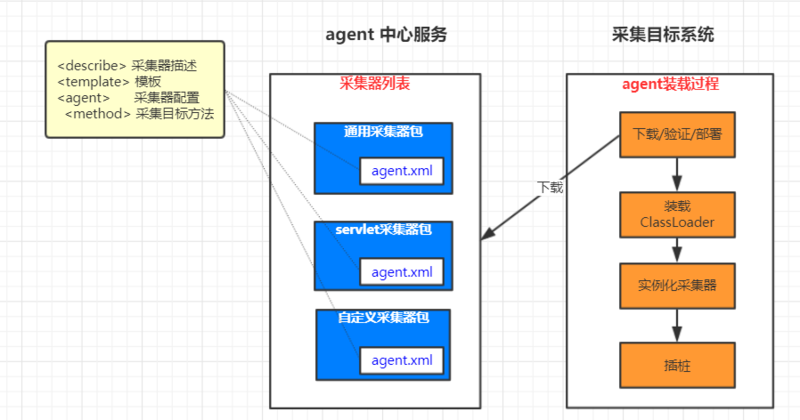 agent 中心服务
采集目标系统
<describe> 采集器描述
<template> 模板
<agent> 采集器配置
<method> 采集目标方法
采集器列表
通用采集器包
agent.xml
servlet采集器包
agent.xml
自定义采集器包
agent.xml
下载
agent装载过程
下载/验证/部署
装载
ClassLoader
实例化采集器
插桩